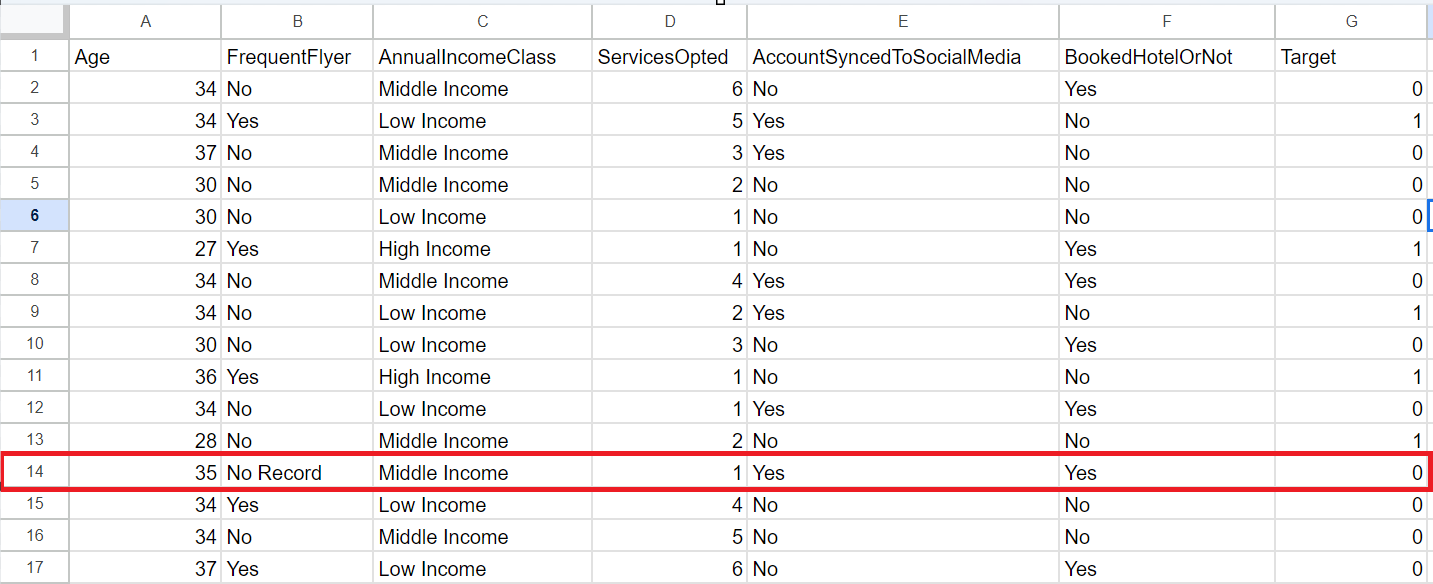 A B C D E F G
1 Age FrequentFlyer AnnualIncomeClass ServicesOpted AccountSyncedToSocialMedia BookedHotelOrNot Target
2 34 No Middle Income 6 No Yes 0
3 34 Yes Low Income 5 Yes No 1
4 37 No Middle Income 3 Yes No 0
5 30 No Middle Income 2 No No 0
6 30 No Low Income 1 No No 0
7 27 Yes High Income 1 No Yes 1
8 34 No Middle Income 4 Yes Yes 0
9 34 No Low Income 2 Yes No 1
10 30 No Low Income 3 No Yes 0
11 36 Yes High Income 1 No No 1
12 34 No Low Income 1 Yes Yes 0
13 28 No Middle Income 2 No No 1
14 35 No Record Middle Income 1 Yes Yes 0
15 34 Yes Low Income 4 No No 0
16 34 No Middle Income 5 No No 0
17 37 Yes Low Income 6 No Yes 0